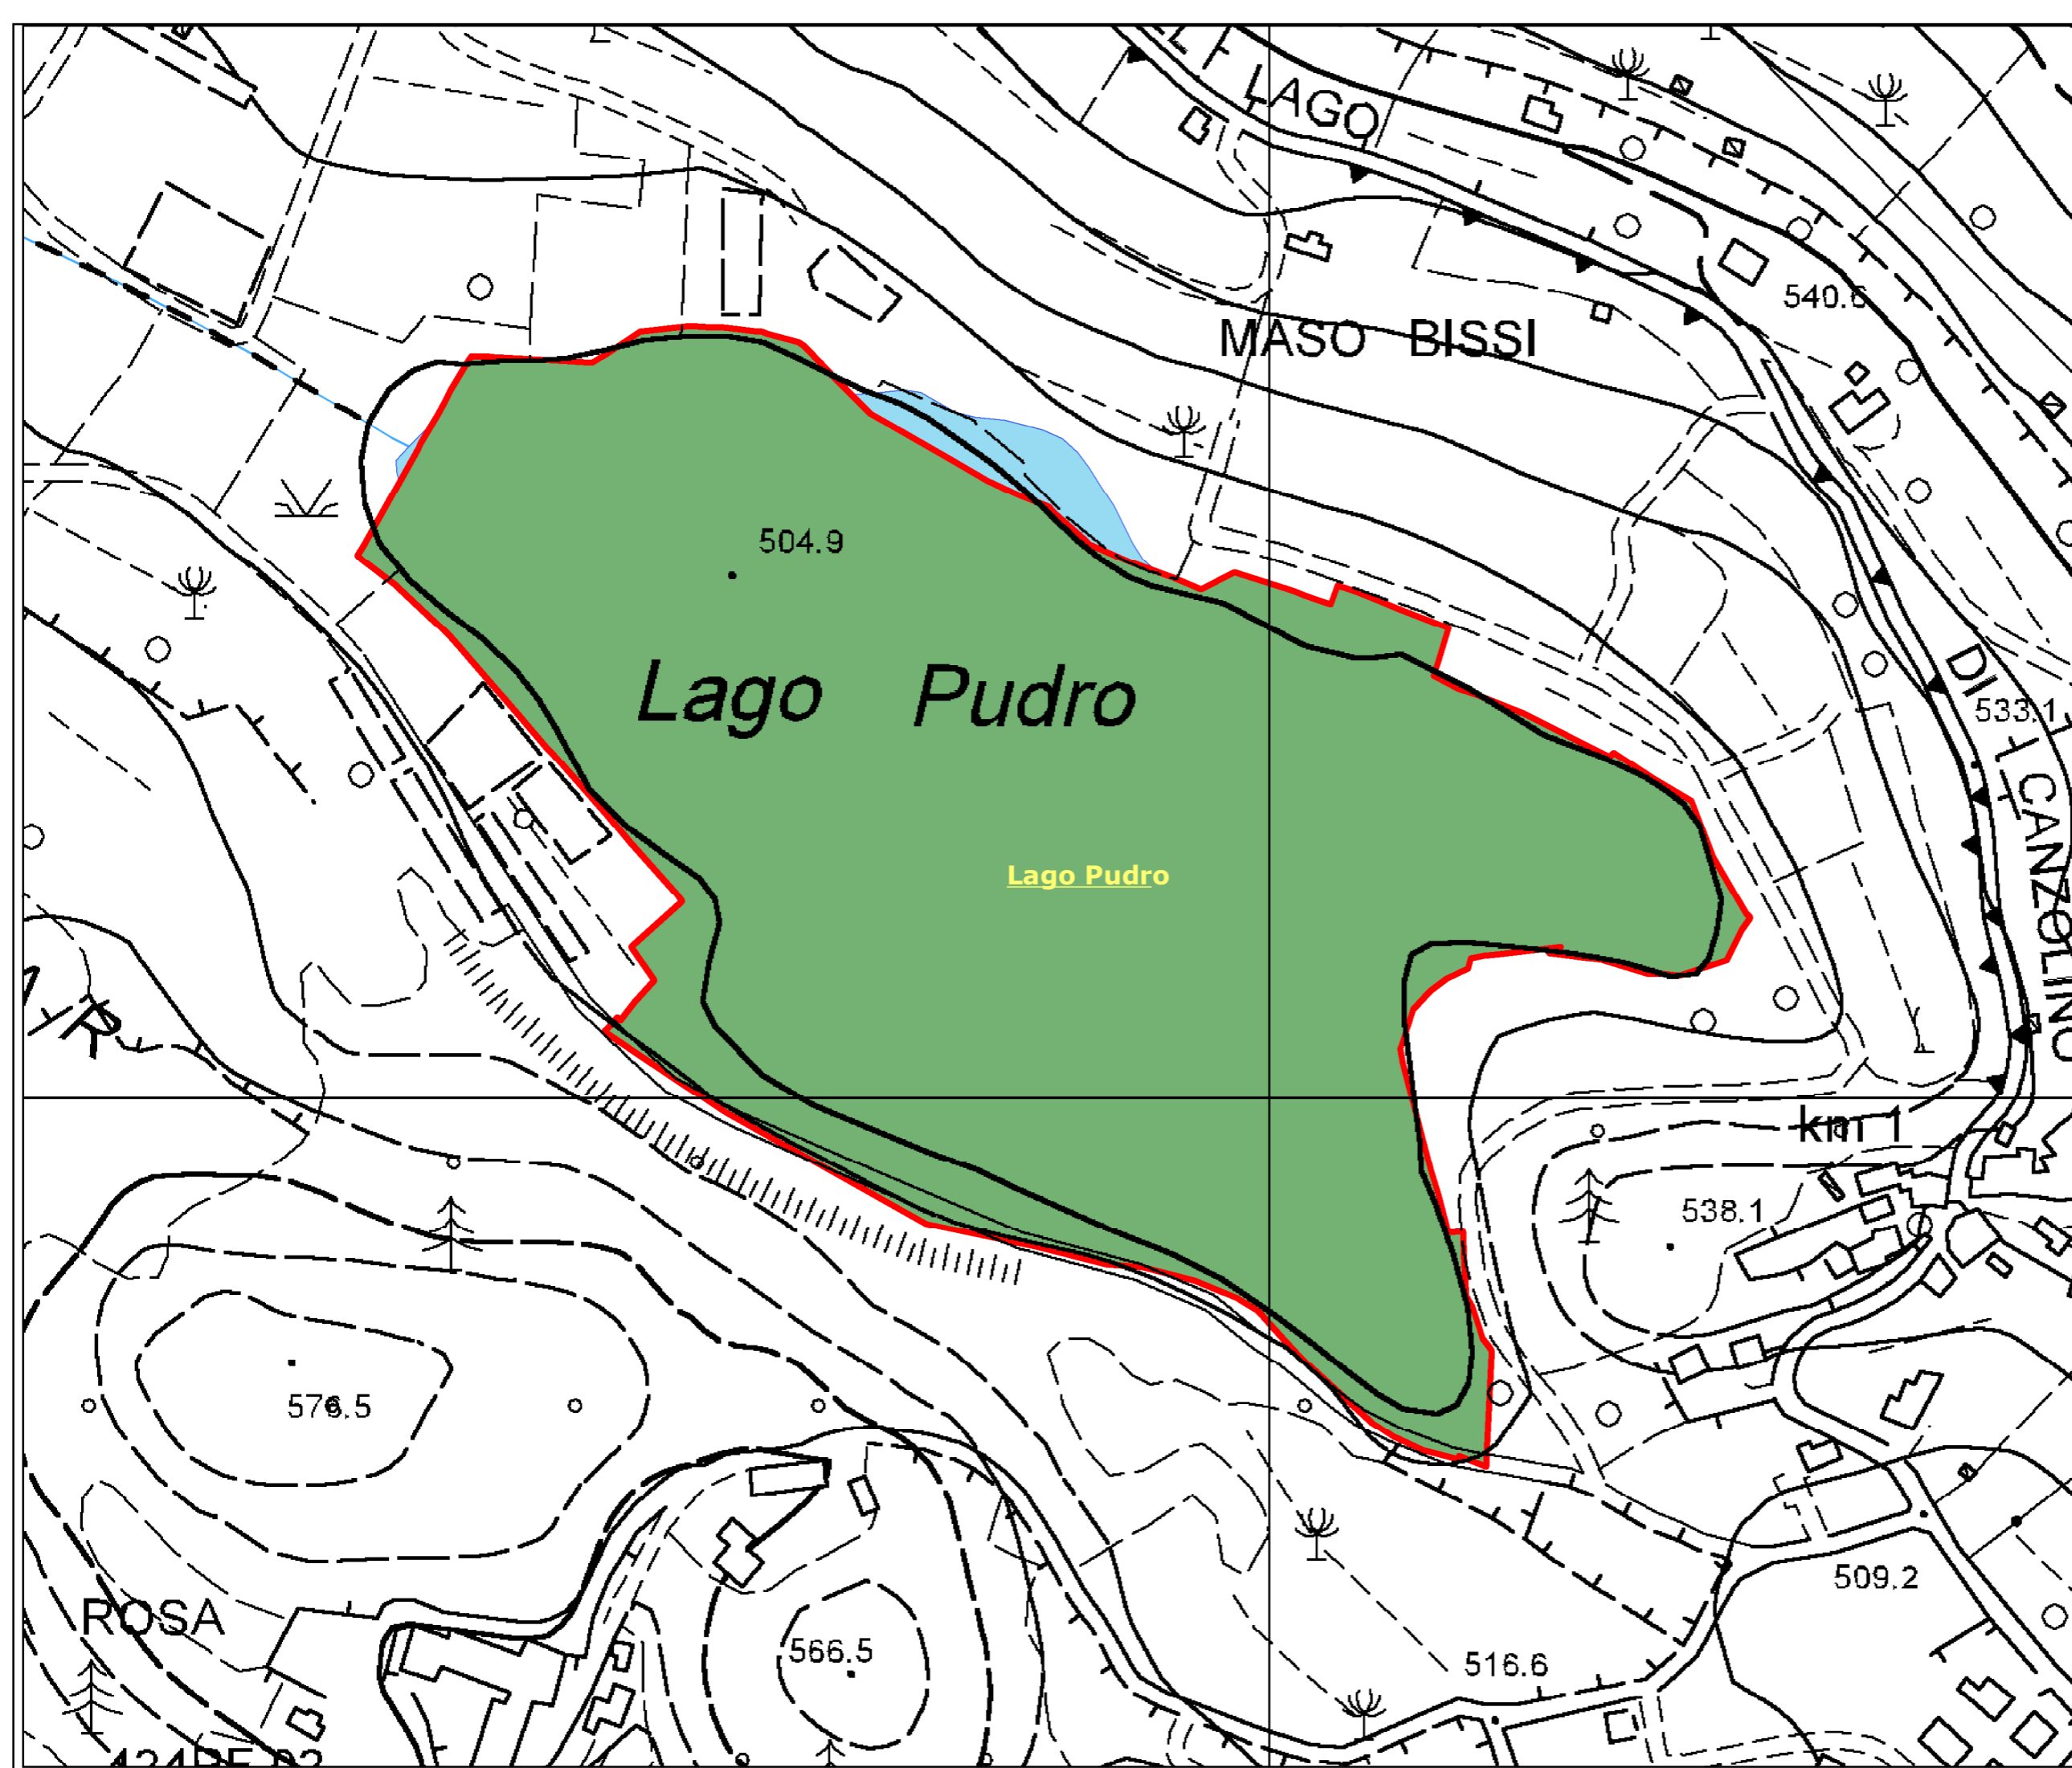 LAGO
540.6
MASO BISSI
504.9
Lago Pudro
DI CANZOLINO
533.1
Lago Pudro
km 1
538.1
576.5
509.2
ROSA
566.5
516.6